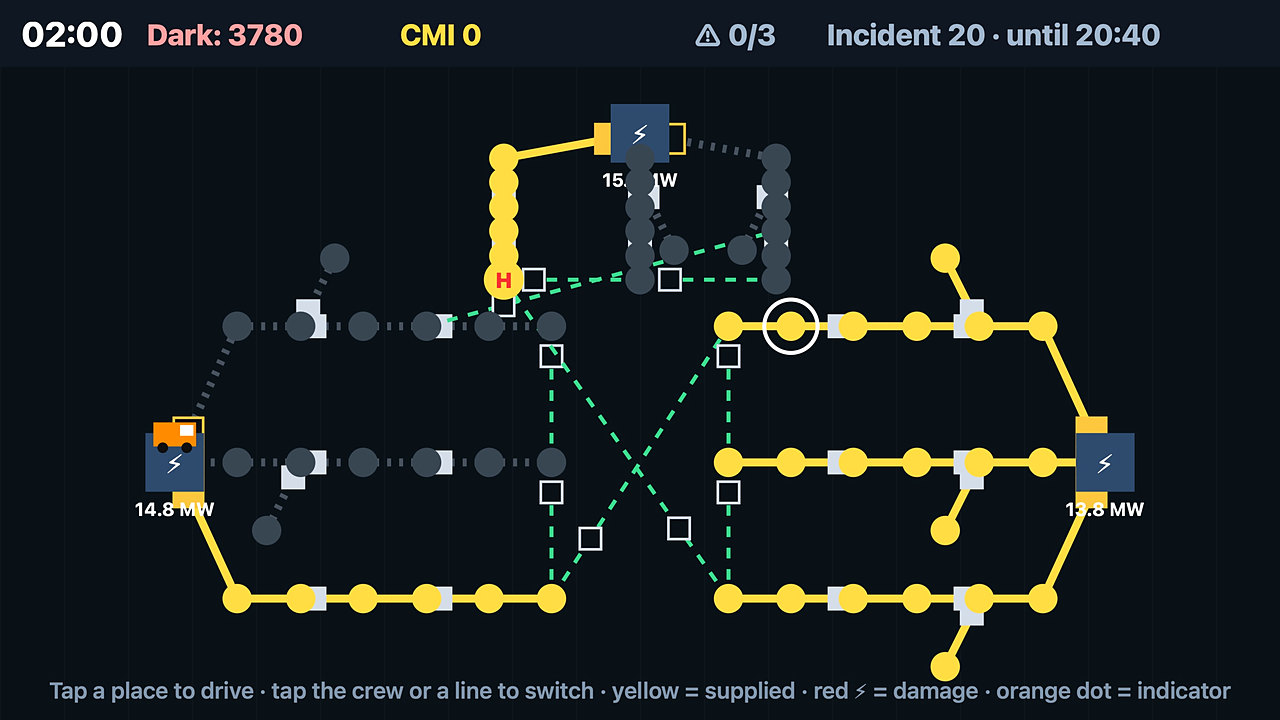 02:00 Dark: 3780 CMI 0 ⚠ 0/3 Incident 20 · until 20:40
MW
H
14.8 MW
13.8 MW
Tap a place to drive · tap the crew or a line to switch · yellow = supplied · red ⚡ = damage · orange dot = indicator